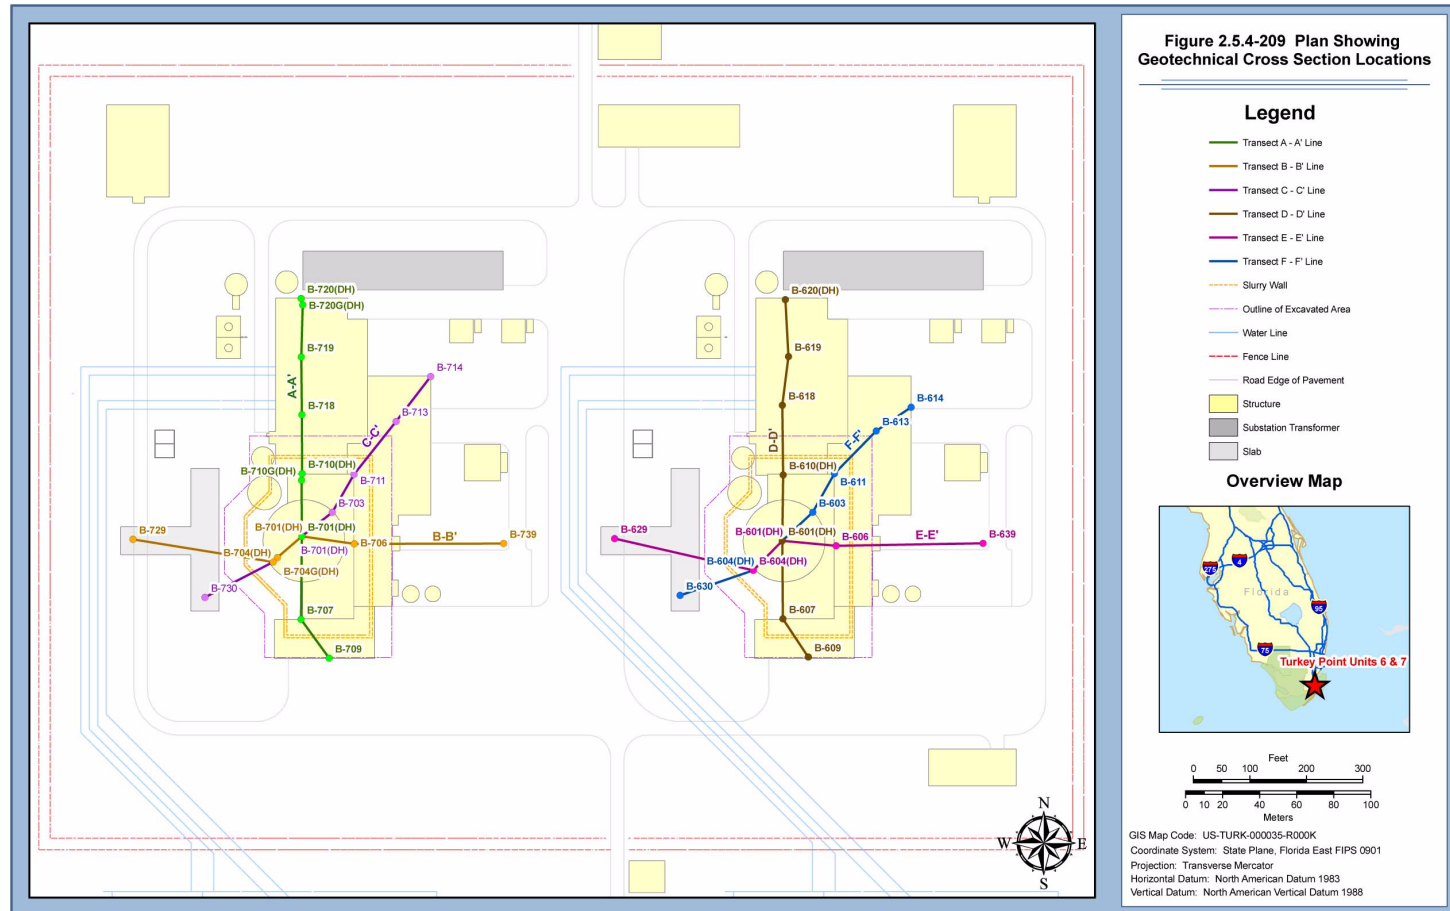 Figure 2.5.4-209 Plan Showing
Geotechnical Cross Section Locations
Legend
Transect A - A' Line
Transect B - B' Line
Transect C - C' Line
Transect D - D' Line
Transect E - E' Line
Transect F - F' Line
Slurry Wall
Outline of Excavated Area
Water Line
Fence Line
Road Edge of Pavement
Structure
Substation Transformer
Slab
Overview Map
275
4
Florida
95
75
Turkey Point Units 6 & 7
Feet
0 50 100 200 300
0 10 20 40 60 80 100
Meters
GIS Map Code: US-TURK-000035-R000K
Coordinate System: State Plane, Florida East FIPS 0901
Projection: Transverse Mercator
Horizontal Datum: North American Datum 1983
Vertical Datum: North American Vertical Datum 1988
B-720(DH)
B-720G(DH)
B-719
A-A'
B-718
B-714
B-713
C-C'
B-710(DH)
B-710G(DH)
B-711
B-703
B-701(DH)
B-701(DH)
B-701(DH)
B-729
B-706
B-B'
B-739
B-704(DH)
B-704G(DH)
B-730
B-707
B-709
B-620(DH)
B-619
B-618
B-614
B-613
D-D'
F-F'
B-610(DH)
B-611
B-603
B-601(DH)
B-601(DH)
B-629
B-606
E-E'
B-639
B-604(DH)
B-604(DH)
B-630
B-607
B-609
N
W
E
S